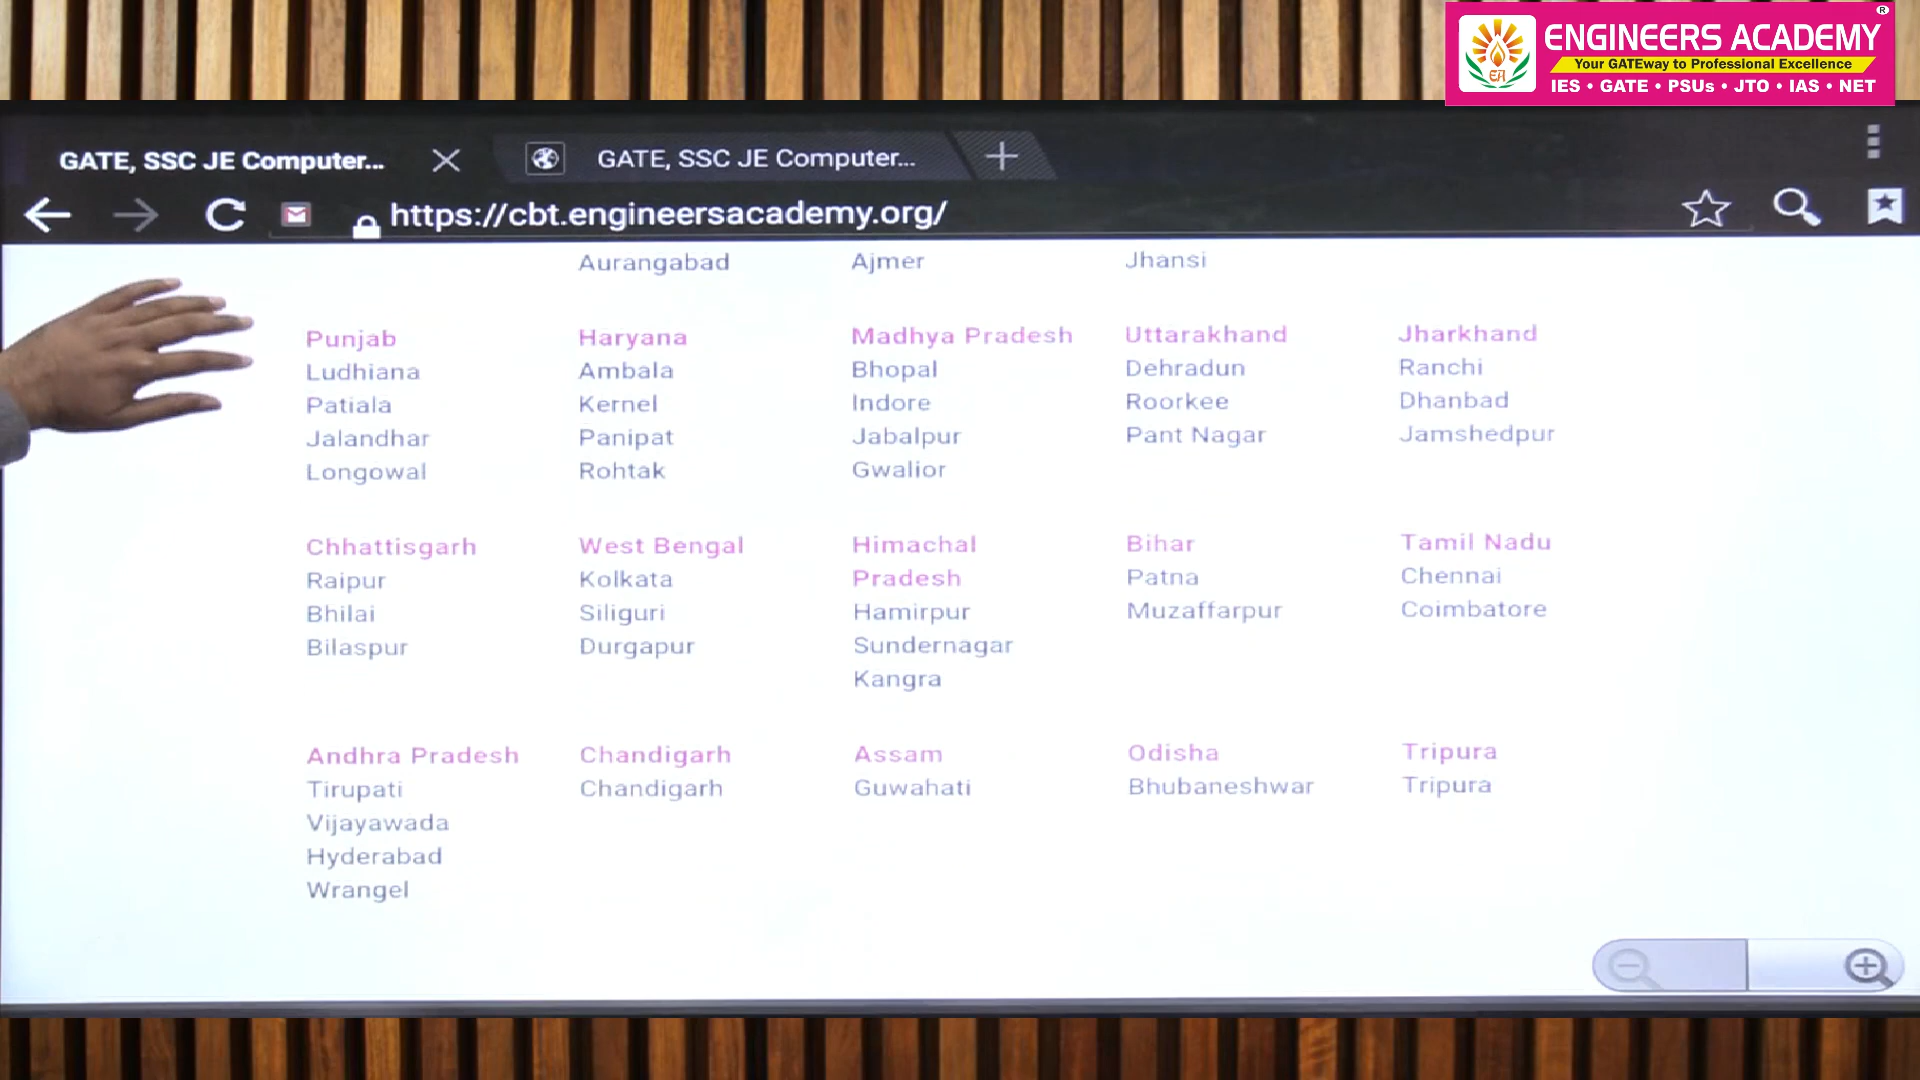 ENGINEERS ACADEMY ®
Your GATEway to Professional Excellence
IES • GATE • PSUs • JTO • IAS • NET
EA
GATE, SSC JE Computer...
GATE, SSC JE Computer...
https://cbt.engineersacademy.org/
Aurangabad
Ajmer
Jhansi
Punjab
Ludhiana
Patiala
Jalandhar
Longowal
Haryana
Ambala
Kernel
Panipat
Rohtak
Madhya Pradesh
Bhopal
Indore
Jabalpur
Gwalior
Uttarakhand
Dehradun
Roorkee
Pant Nagar
Jharkhand
Ranchi
Dhanbad
Jamshedpur
Chhattisgarh
Raipur
Bhilai
Bilaspur
West Bengal
Kolkata
Siliguri
Durgapur
Himachal
Pradesh
Hamirpur
Sundernagar
Kangra
Bihar
Patna
Muzaffarpur
Tamil Nadu
Chennai
Coimbatore
Andhra Pradesh
Tirupati
Vijayawada
Hyderabad
Wrangel
Chandigarh
Chandigarh
Assam
Guwahati
Odisha
Bhubaneshwar
Tripura
Tripura